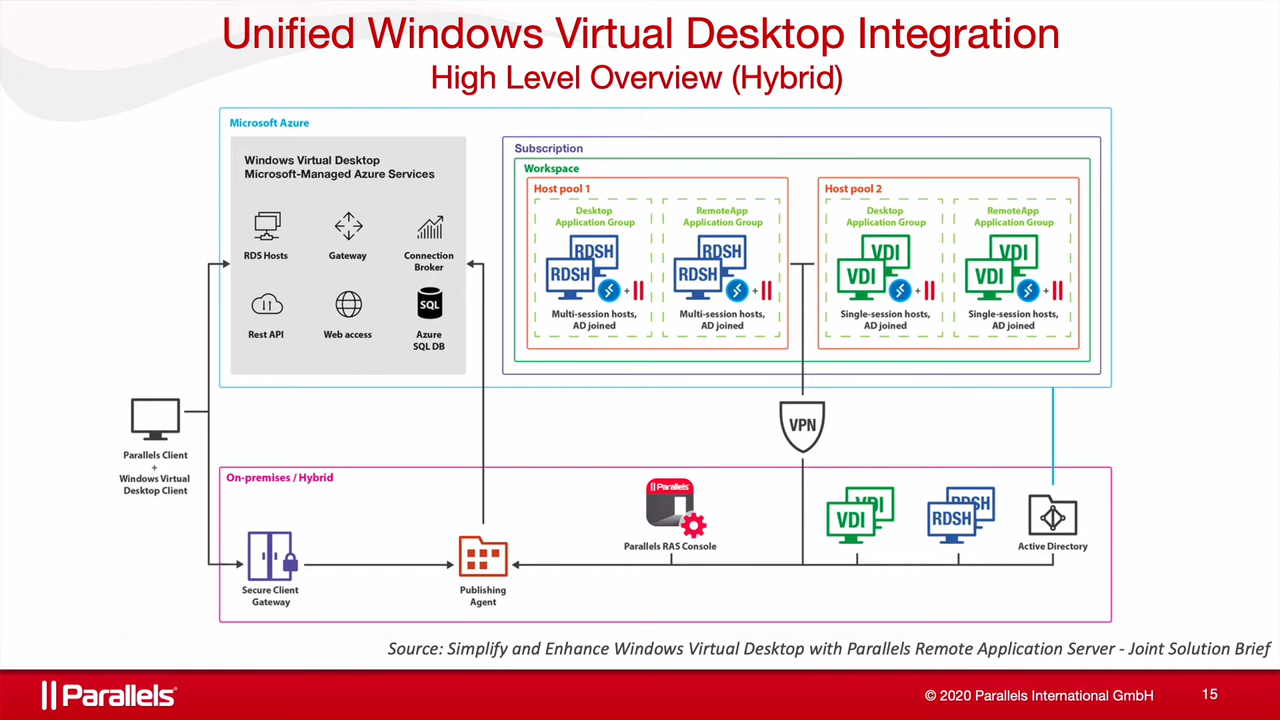 Unified Windows Virtual Desktop Integration
High Level Overview (Hybrid)
Microsoft Azure
Windows Virtual Desktop
Microsoft-Managed Azure Services
RDS Hosts
Gateway
Connection
Broker
Rest API
Web access
SQL
Azure
SQL DB
Subscription
Workspace
Host pool 1
Desktop
Application Group
RDSH
RDSH
+
Multi-session hosts,
AD joined
RemoteApp
Application Group
RDSH
RDSH
+
Multi-session hosts,
AD joined
Host pool 2
Desktop
Application Group
VDI
VDI
+
Single-session hosts,
AD joined
RemoteApp
Application Group
VDI
VDI
+
Single-session hosts,
AD joined
VPN
Parallels Client
+
Windows Virtual
Desktop Client
On-premises / Hybrid
Secure Client
Gateway
Publishing
Agent
Parallels
Parallels RAS Console
VDI
VDI
RDSH
RDSH
Active Directory
Source: Simplify and Enhance Windows Virtual Desktop with Parallels Remote Application Server - Joint Solution Brief
Parallels®
© 2020 Parallels International GmbH
15